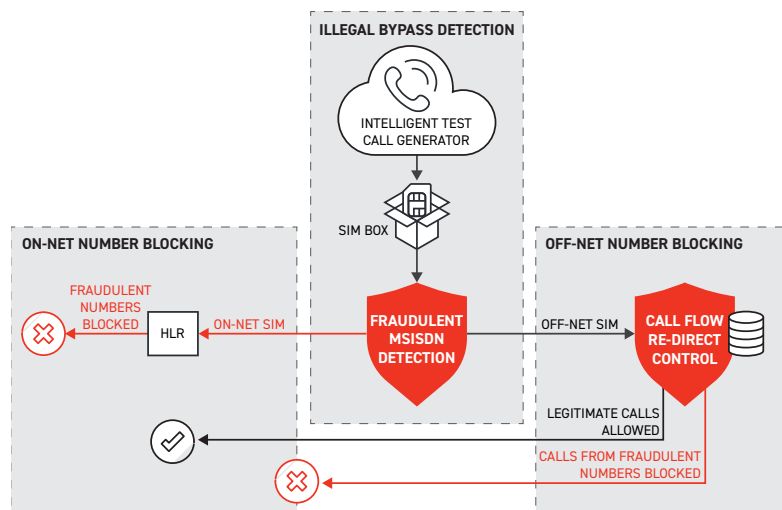 ILLEGAL BYPASS DETECTION
INTELLIGENT TEST
CALL GENERATOR
SIM BOX
ON-NET NUMBER BLOCKING
OFF-NET NUMBER BLOCKING
FRAUDULENT
NUMBERS
BLOCKED
HLR
ON-NET SIM
FRAUDULENT
MSISDN
DETECTION
OFF-NET SIM
CALL FLOW
RE-DIRECT
CONTROL
LEGITIMATE CALLS
ALLOWED
CALLS FROM FRAUDULENT
NUMBERS BLOCKED